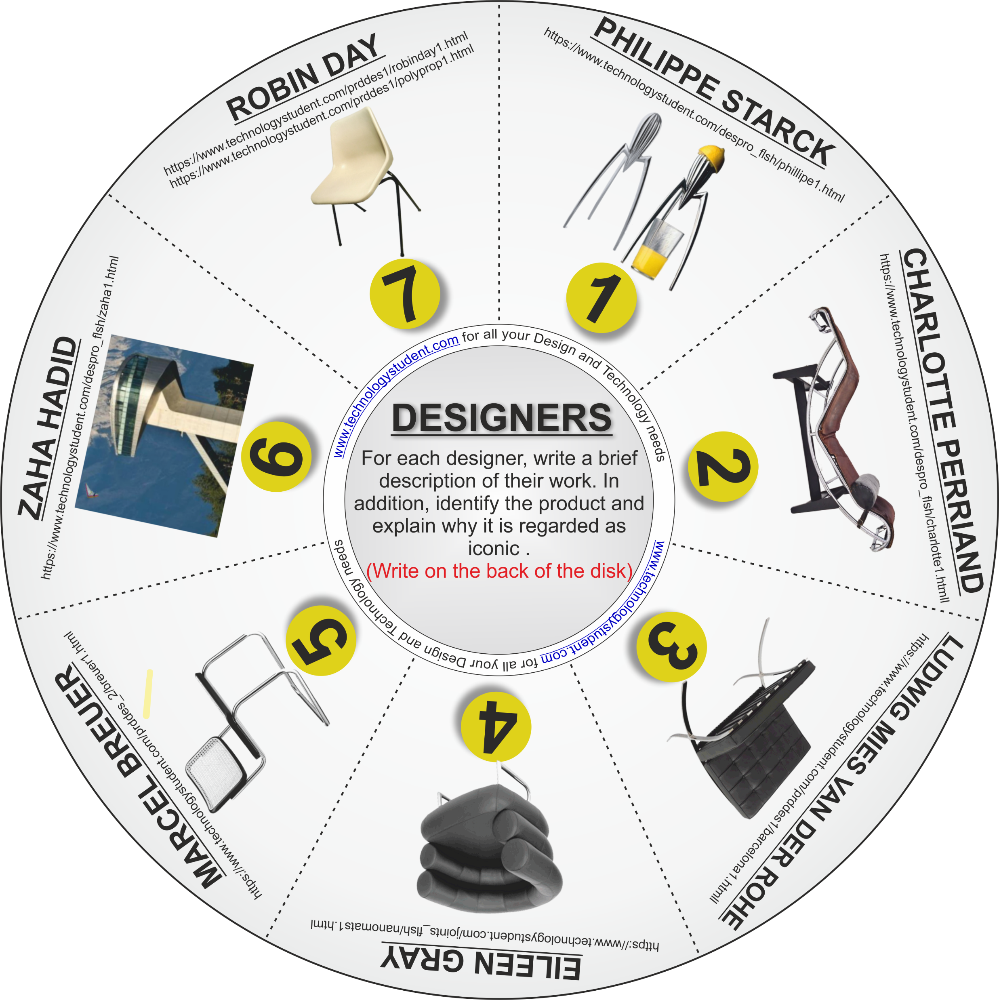 DESIGNERS
For each designer, write a brief
description of their work. In
addition, identify the product and
explain why it is regarded as
iconic .
(Write on the back of the disk)
www.technologystudent.com for all your Design and Technology needs
www.technologystudent.com for all your Design and Technology needs
PHILIPPE STARCK
https://www.technologystudent.com/despro_flsh/phillipe1.html
1
CHARLOTTE PERRIAND
https://www.technologystudent.com/despro_flsh/charlotte1.htmll
2
LUDWIG MIES VAN DER ROHE
https://www.technologystudent.com/prddes1/barcelona1.htmll
3
EILEEN GRAY
https://www.technologystudent.com/joints_flsh/nanomats1.html
4
MARCEL BREUER
https://www.technologystudent.com/prddes_2/breuer1.html
5
ZAHA HADID
https://www.technologystudent.com/despro_flsh/zaha1.html
6
ROBIN DAY
https://www.technologystudent.com/prddes1/robinday1.html
https://www.technologystudent.com/prddes1/polyprop1.html
7